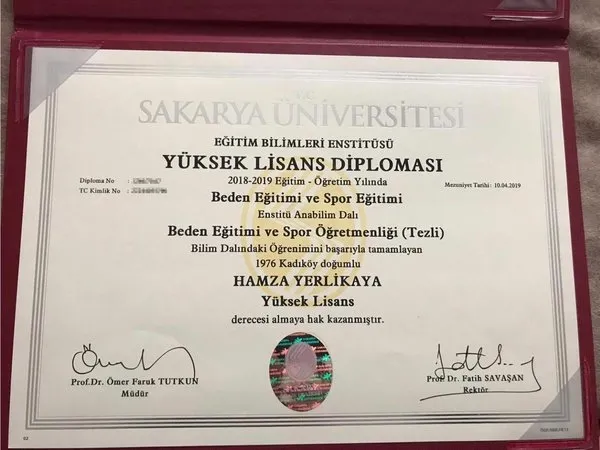 T.C.
SAKARYA ÜNİVERSİTESİ
EĞİTİM BİLİMLERİ ENSTİTÜSÜ
YÜKSEK LİSANS DİPLOMASI
Diploma No :
TC Kimlik No :
2018-2019 Eğitim - Öğretim Yılında
Mezuniyet Tarihi : 10.04.2019
Beden Eğitimi ve Spor Eğitimi
Enstitü Anabilim Dalı
Beden Eğitimi ve Spor Öğretmenliği (Tezli)
Bilim Dalındaki Öğrenimini başarıyla tamamlayan
1976 Kadıköy doğumlu
HAMZA YERLİKAYA
Yüksek Lisans
derecesi almaya hak kazanmıştır.
Prof.Dr. Ömer Faruk TUTKUN
Müdür
Prof. Dr. Fatih SAVAŞAN
Rektör